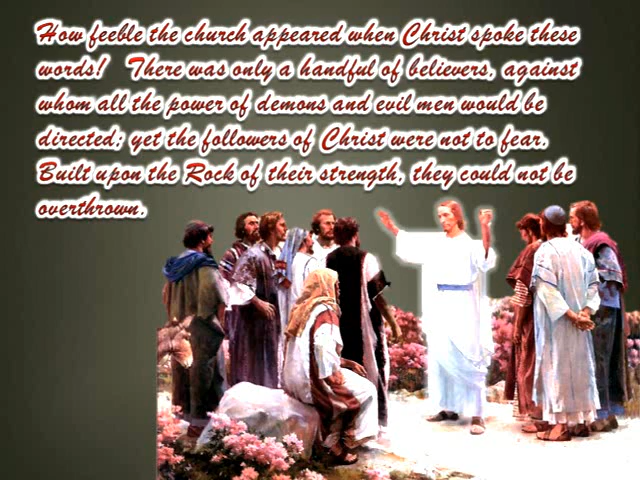 How feeble the church appeared when Christ spoke these
words! There was only a handful of believers, against
whom all the power of demons and evil men would be
directed; yet the followers of Christ were not to fear.
Built upon the Rock of their strength, they could not be
overthrown.